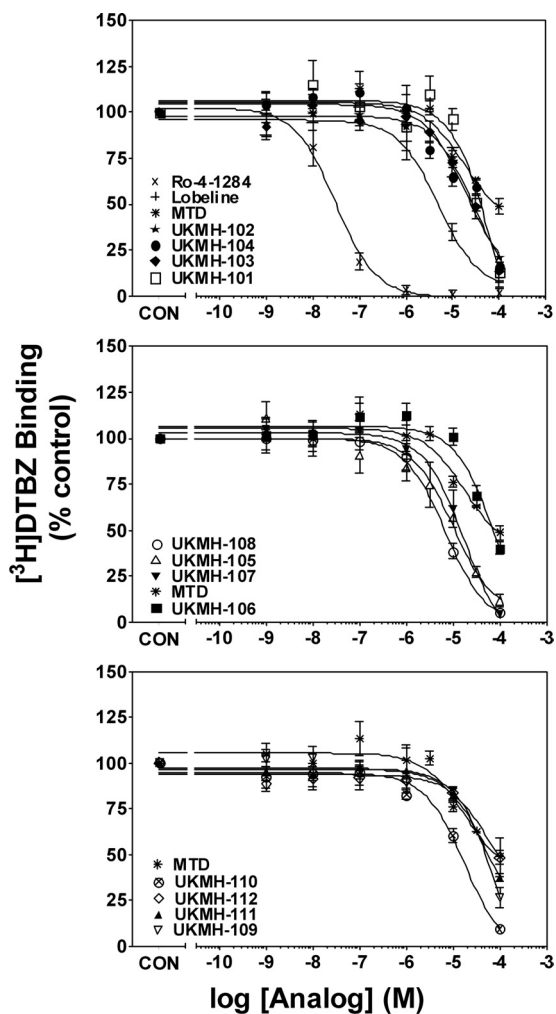 [³H]DTBZ Binding
(% control)
150
125
100
75
50
25
0
Ro-4-1284
Lobeline
MTD
UKMH-102
UKMH-104
UKMH-103
UKMH-101
CON -10 -9 -8 -7 -6 -5 -4 -3
150
125
100
75
50
25
0
UKMH-108
UKMH-105
UKMH-107
MTD
UKMH-106
CON -10 -9 -8 -7 -6 -5 -4 -3
150
100
75
50
25
0
MTD
UKMH-110
UKMH-112
UKMH-111
UKMH-109
CON -10 -9 -8 -7 -6 -5 -4 -3
log [Analog] (M)